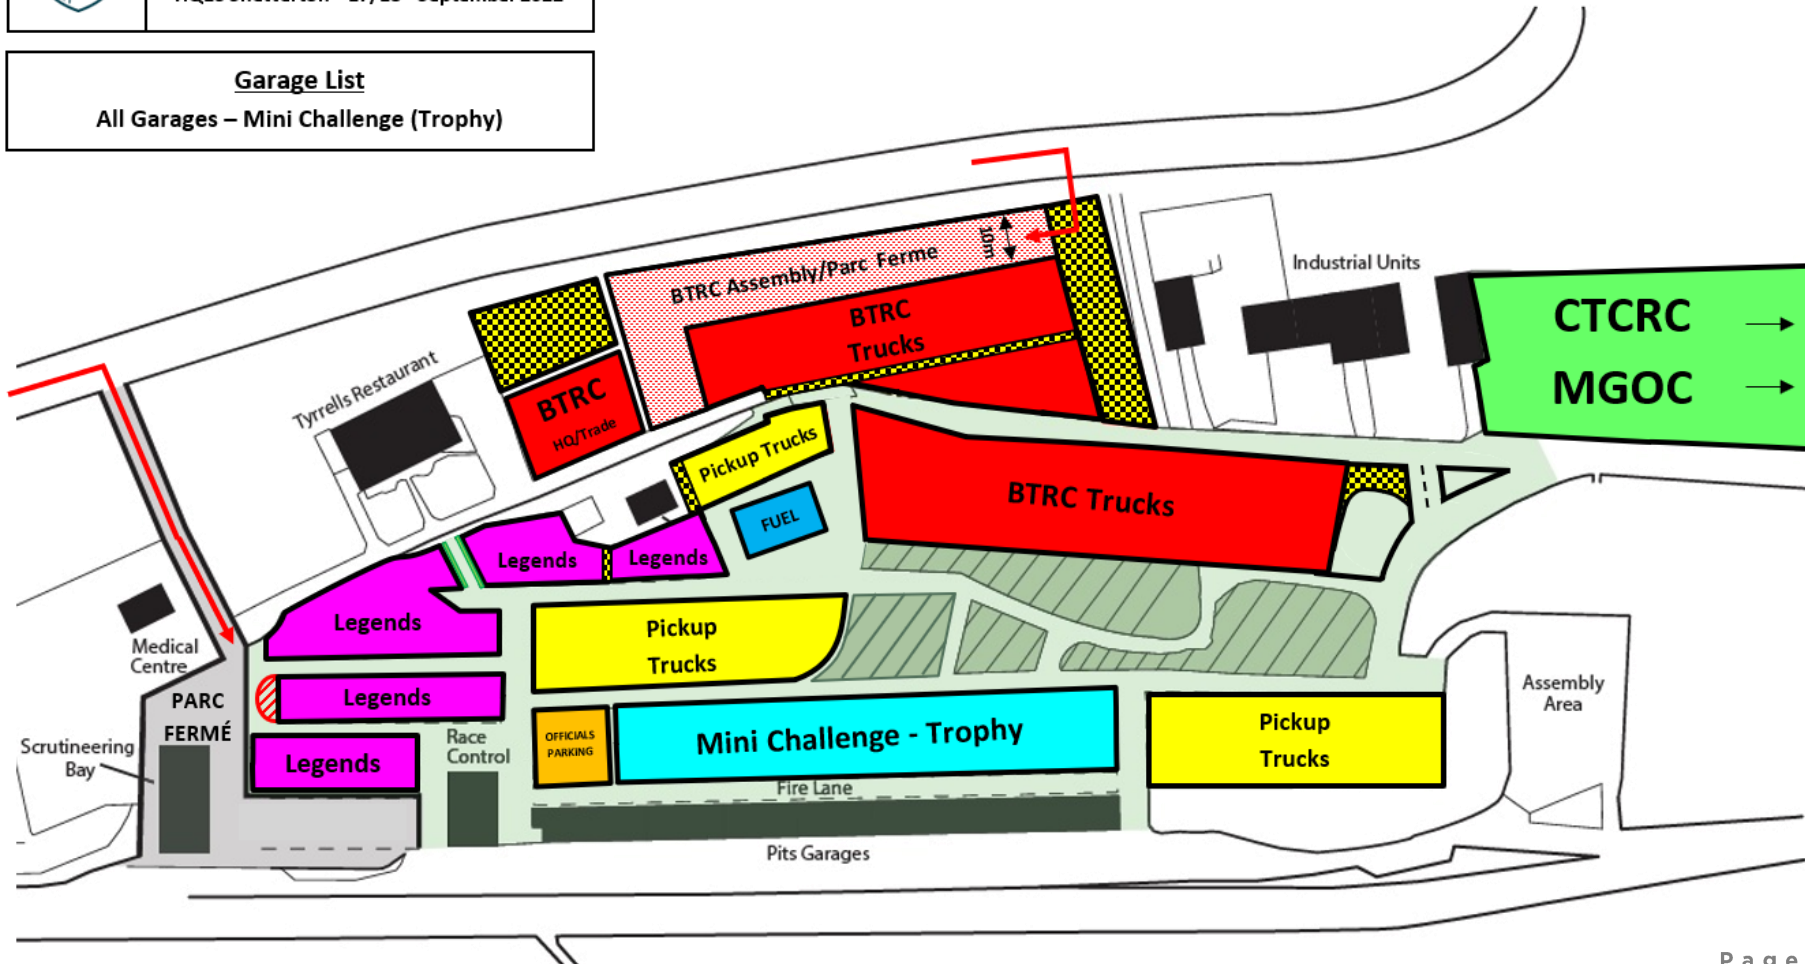 Garage List
All Garages – Mini Challenge (Trophy)
10m
BTRC Assembly/Parc Ferme
Industrial Units
BTRC
Trucks
CTCRC
MGOC
Tyrrells Restaurant
BTRC
HQ/Trade
Pickup Trucks
BTRC Trucks
FUEL
Legends
Legends
Legends
Pickup
Trucks
Medical
Centre
PARC
FERMÉ
Legends
Assembly
Area
Scrutineering
Bay
Legends
Race
Control
OFFICIALS
PARKING
Mini Challenge - Trophy
Pickup
Trucks
Fire Lane
Pits Garages
Page